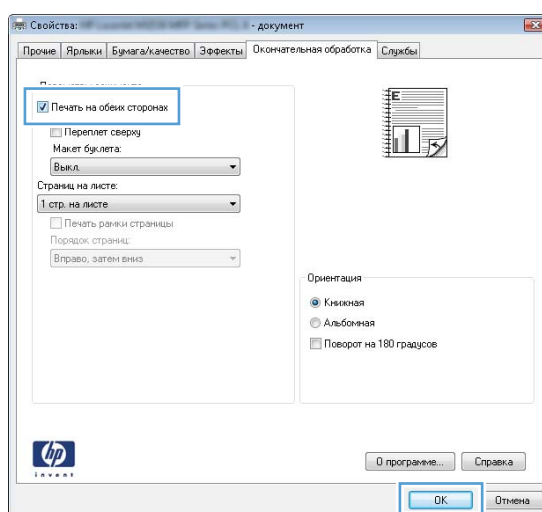 Свойства: - документ
Прочие Ярлыки Бумага/качество Эффекты Окончательная обработка Службы
Печать на обеих сторонах
Переплет сверху
Макет буклета:
Выкл.
Страниц на листе:
1 стр. на листе
Печать рамки страницы
Порядок страниц:
Вправо, затем вниз
E
Ориентация
Книжная
Альбомная
Поворот на 180 градусов
hp
invent
О программе... Справка
OK Отмена